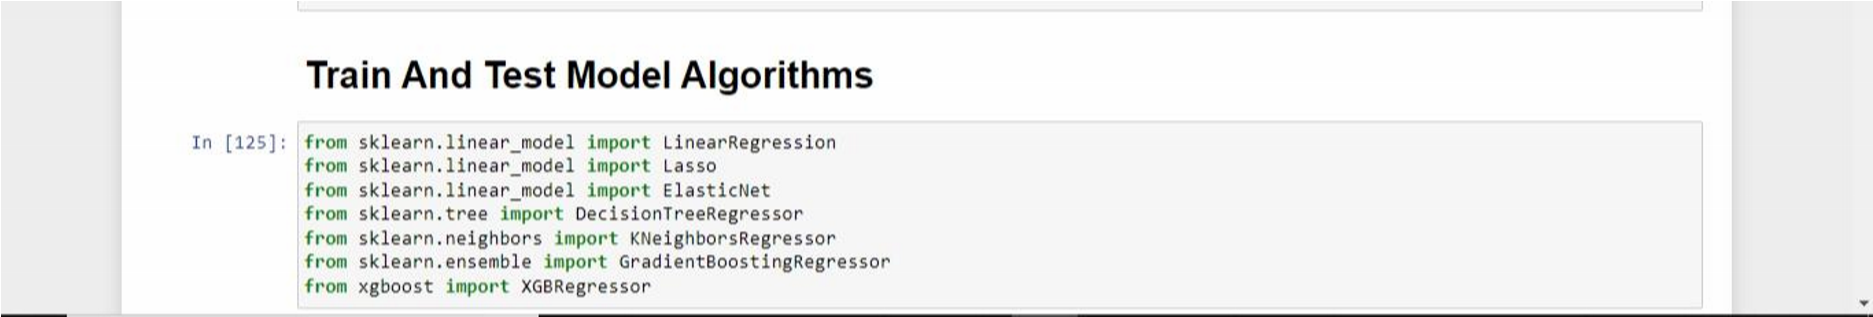 Train And Test Model Algorithms
In [125]: from sklearn.linear_model import LinearRegression
from sklearn.linear_model import Lasso
from sklearn.linear_model import ElasticNet
from sklearn.tree import DecisionTreeRegressor
from sklearn.neighbors import KNeighborsRegressor
from sklearn.ensemble import GradientBoostingRegressor
from xgboost import XGBRegressor